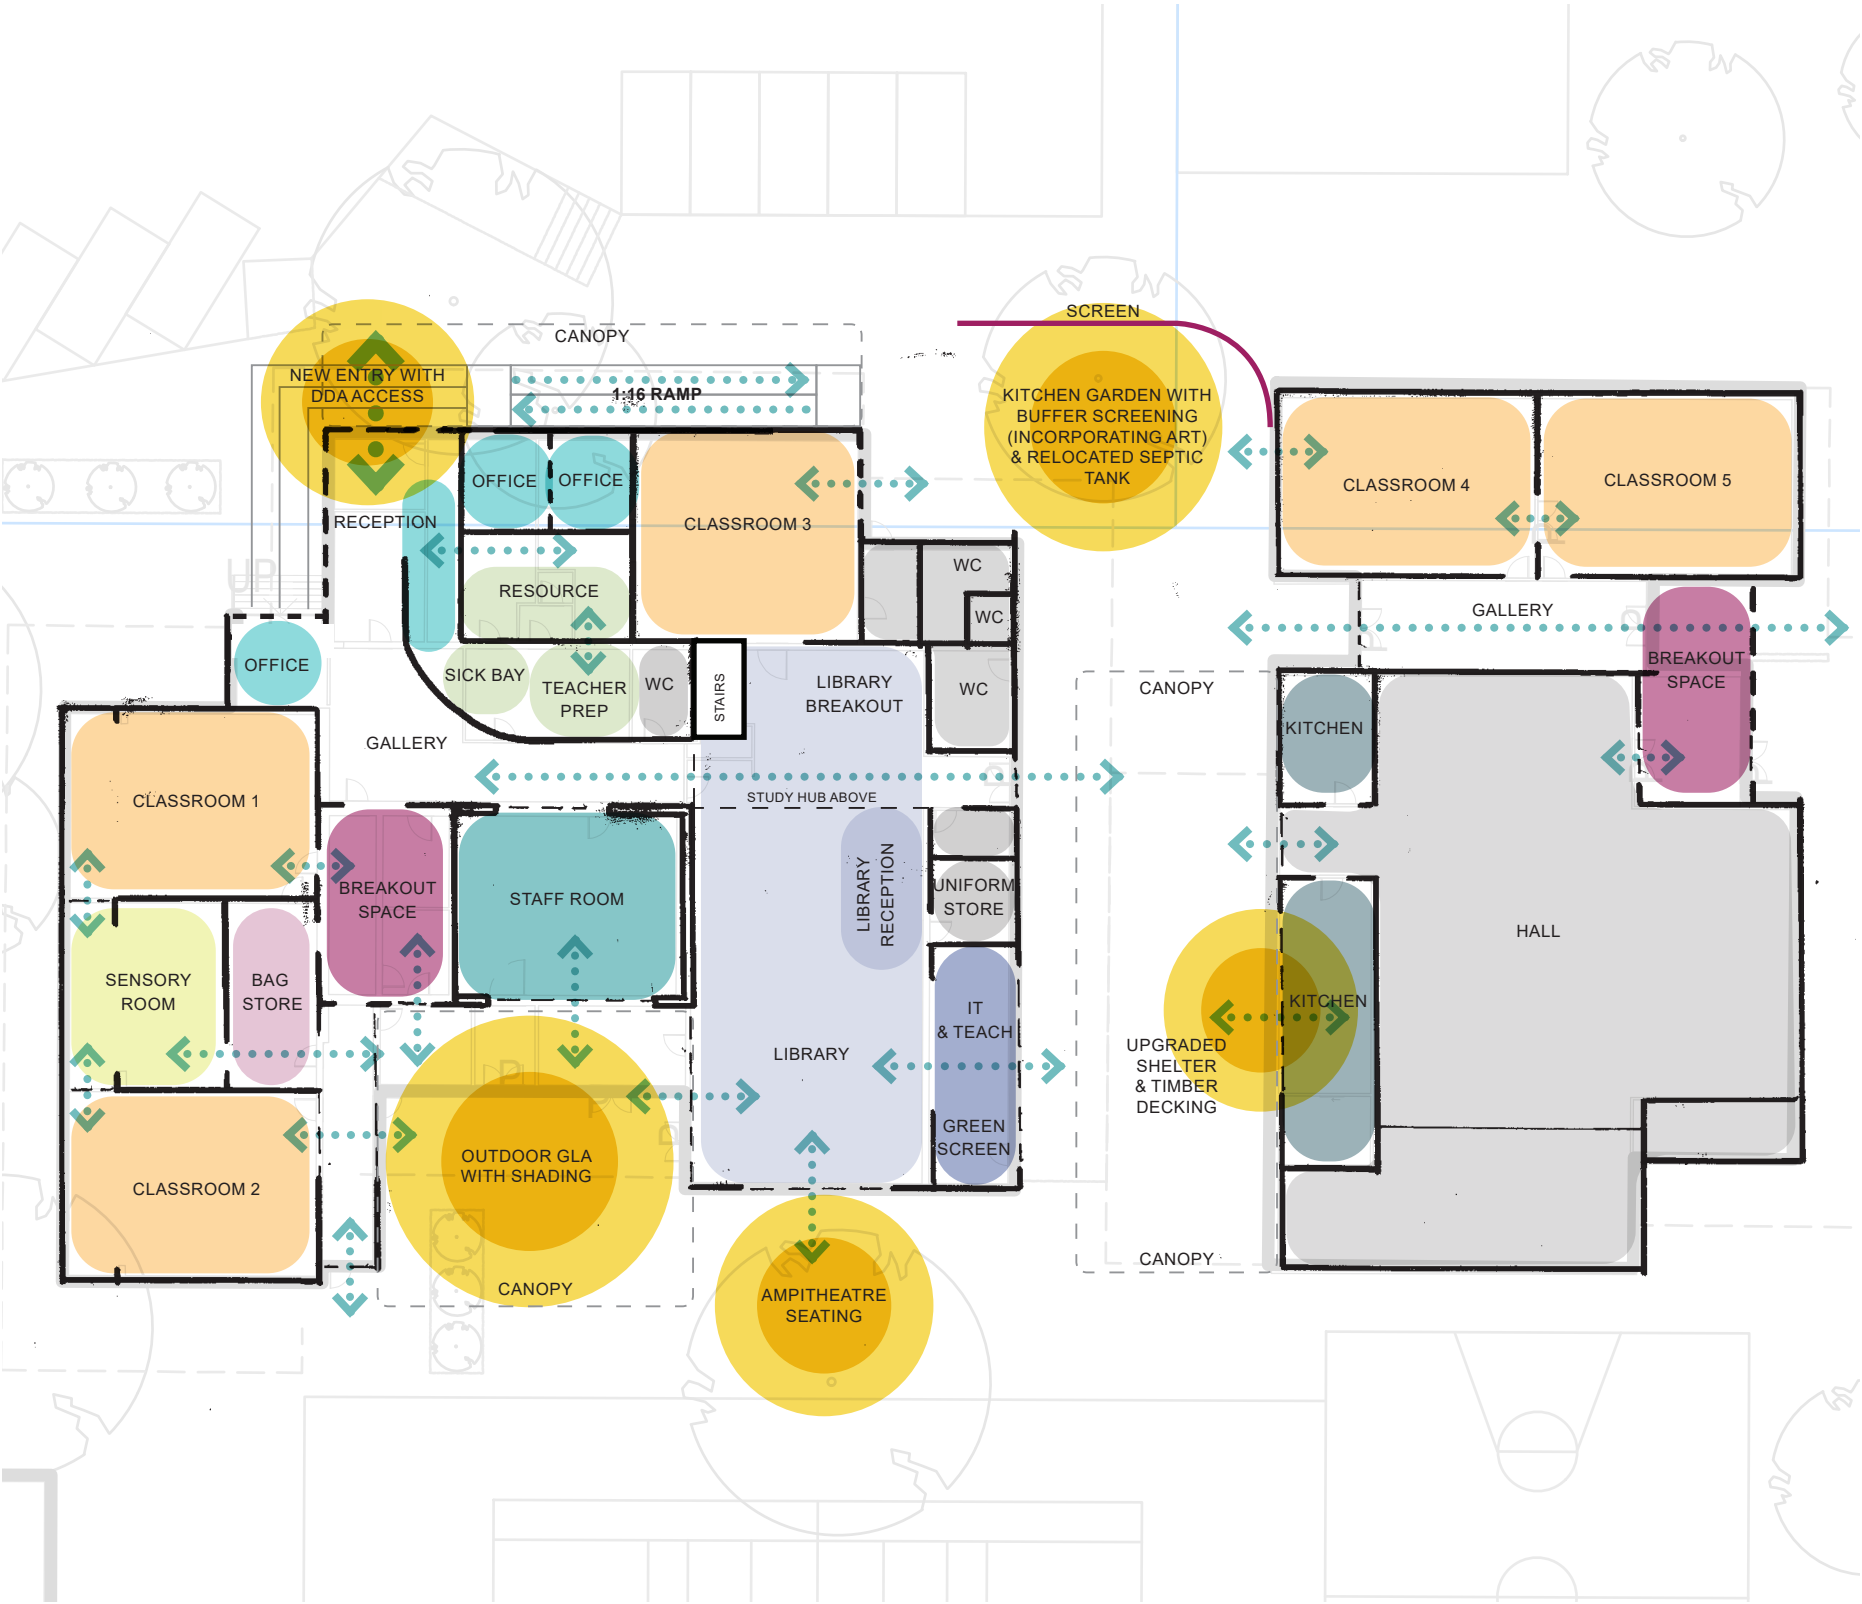 SCREEN
CANOPY
NEW ENTRY WITH
DDA ACCESS
1:16 RAMP
KITCHEN GARDEN WITH
BUFFER SCREENING
(INCORPORATING ART)
& RELOCATED SEPTIC
TANK
OFFICE
OFFICE
RECEPTION
CLASSROOM 3
CLASSROOM 4
CLASSROOM 5
UP
RESOURCE
WC
WC
GALLERY
OFFICE
SICK BAY
TEACHER
PREP
WC
STAIRS
LIBRARY
BREAKOUT
WC
CANOPY
BREAKOUT
SPACE
KITCHEN
GALLERY
CLASSROOM 1
STUDY HUB ABOVE
BREAKOUT
SPACE
STAFF ROOM
LIBRARY
RECEPTION
UNIFORM
STORE
HALL
SENSORY
ROOM
BAG
STORE
IT
& TEACH
KITCHEN
LIBRARY
UPGRADED
SHELTER
& TIMBER
DECKING
GREEN
SCREEN
OUTDOOR GLA
WITH SHADING
CLASSROOM 2
CANOPY
CANOPY
AMPITHEATRE
SEATING